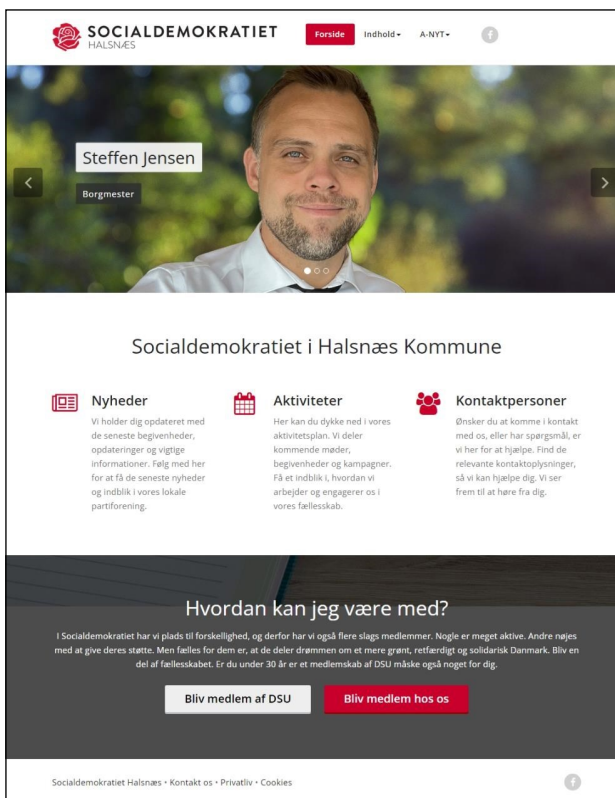 SOCIALDEMOKRATIET
HALSNÆS
Forside
Indhold
A-NYT
Steffen Jensen
Borgmester
Socialdemokratiet i Halsnæs Kommune
Nyheder
Vi holder dig opdateret med
de seneste begivenheder,
opdateringer og vigtige
informationer. Følg med her
for at få de seneste nyheder
og indblik i vores lokale
partiforening.
Aktiviteter
Her kan du dykke ned i vores
aktivitetsplan. Vi deler
kommende møder,
begivenheder og kampagner.
Få et indblik i, hvordan vi
arbejder og engagerer os i
vores fællesskab.
Kontaktpersoner
Ønsker du at komme i kontakt
med os, eller har spørgsmål, er
vi her for at hjælpe. Find de
relevante kontaktoplysninger,
så vi kan hjælpe dig. Vi ser
frem til at høre fra dig.
Hvordan kan jeg være med?
I Socialdemokratiet har vi plads til forskellighed, og derfor har vi også flere slags medlemmer. Nogle er meget aktive. Andre nøjes
med at give deres støtte. Men fælles for dem er, at de deler drømmen om et mere grønt, retfærdigt og solidarisk Danmark. Bliv en
del af fællesskabet. Er du under 30 år er et medlemskab af DSU måske også noget for dig.
Bliv medlem af DSU
Bliv medlem hos os
Socialdemokratiet Halsnæs • Kontakt os • Privatliv • Cookies